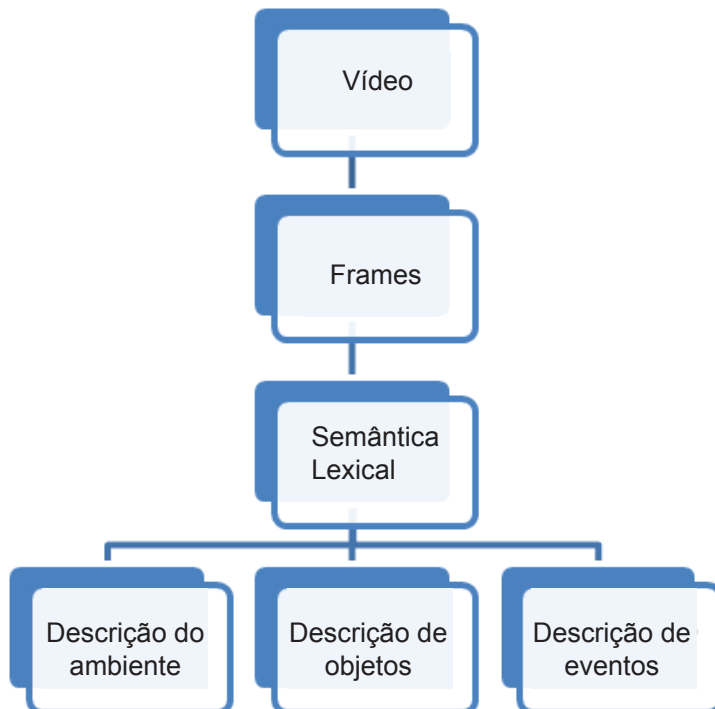 Vídeo
Frames
Semântica
Lexical
Descrição do
ambiente
Descrição de
objetos
Descrição de
eventos